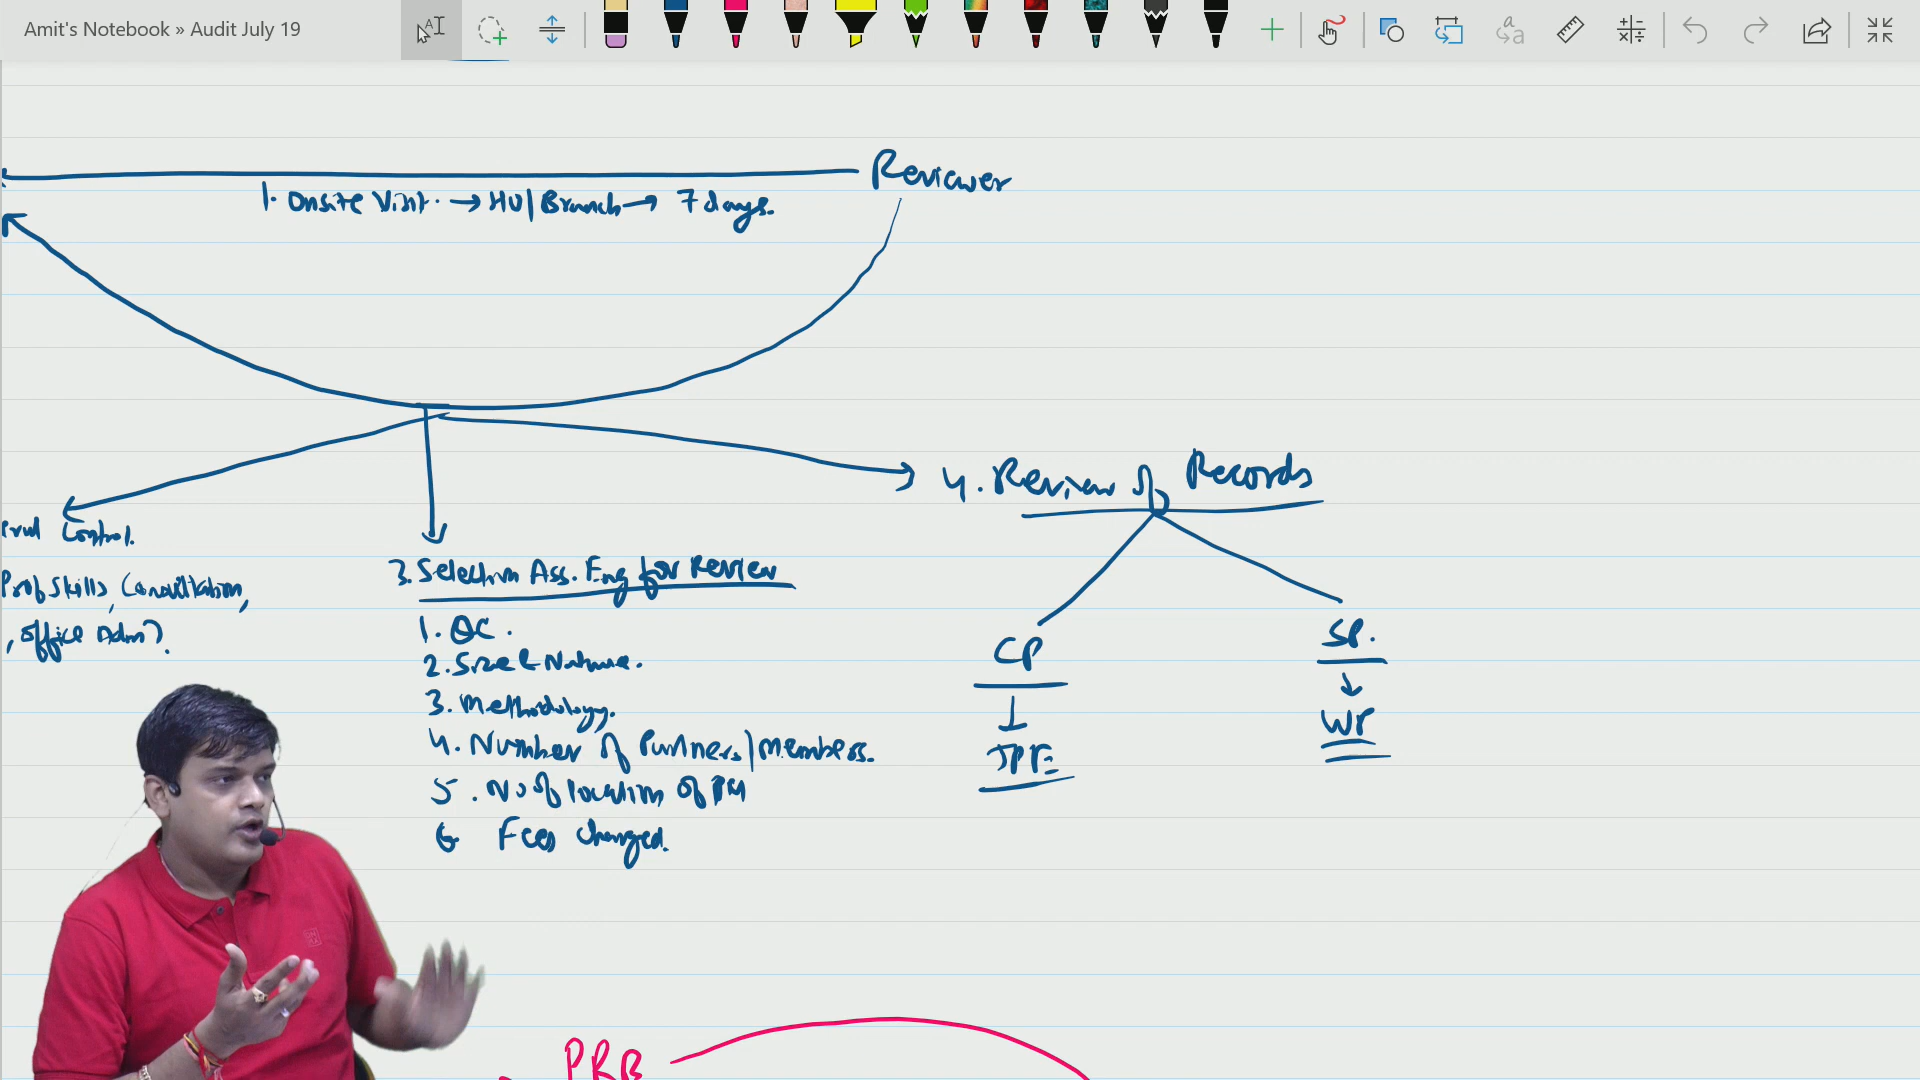 Amit's Notebook » Audit July 19
Reviewer
1. Onsite Visit → HO/Branch → 7 days.
4. Review of Records
Control.
Prof Skills, Consultation,
, Office Admn).
3. Selection Ass. Eng for Review
1. QC.
2. Size & Nature.
3. Methodology.
4. Number of Partners/Members.
5. No of location of PM
6 Fees Charged.
CP
SP.
WP
PRB